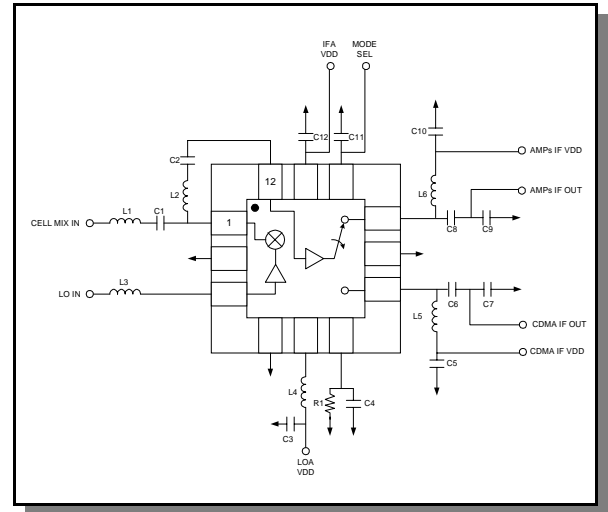 IFA
VDD
MODE
SEL
C12
C11
C10
C2
12
AMPs IF VDD
L2
L6
AMPs IF OUT
L1
C1
CELL MIX IN
1
C8
C9
L3
LO IN
C6
C7
L5
CDMA IF OUT
CDMA IF VDD
C5
L4
R1
C4
C3
LOA
VDD